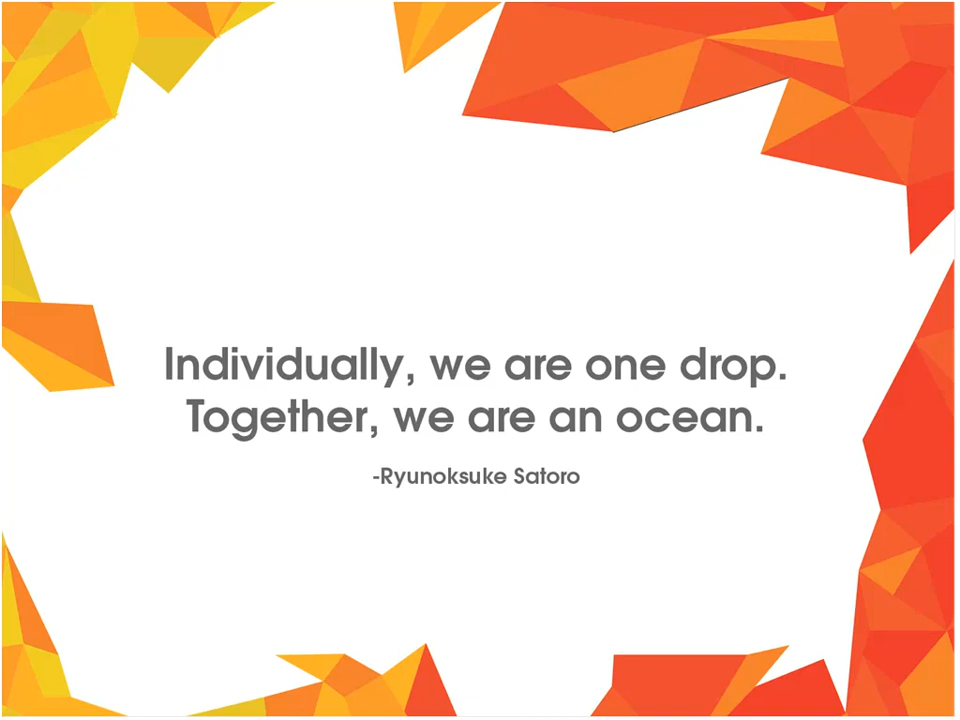 Individually, we are one drop.
Together, we are an ocean.
-Ryunoksuke Satoro